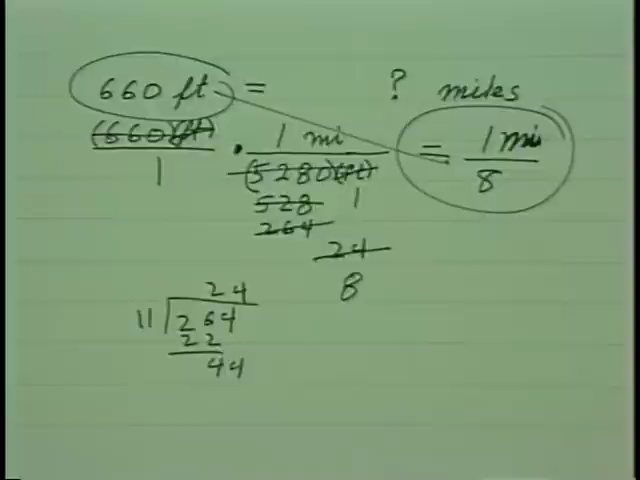 660 ft = ? miles
(660)(ft) . 1 mi = 1 mi
1 (5280)(ft) 8
528 1
264
24
8
24
11 264
22
44